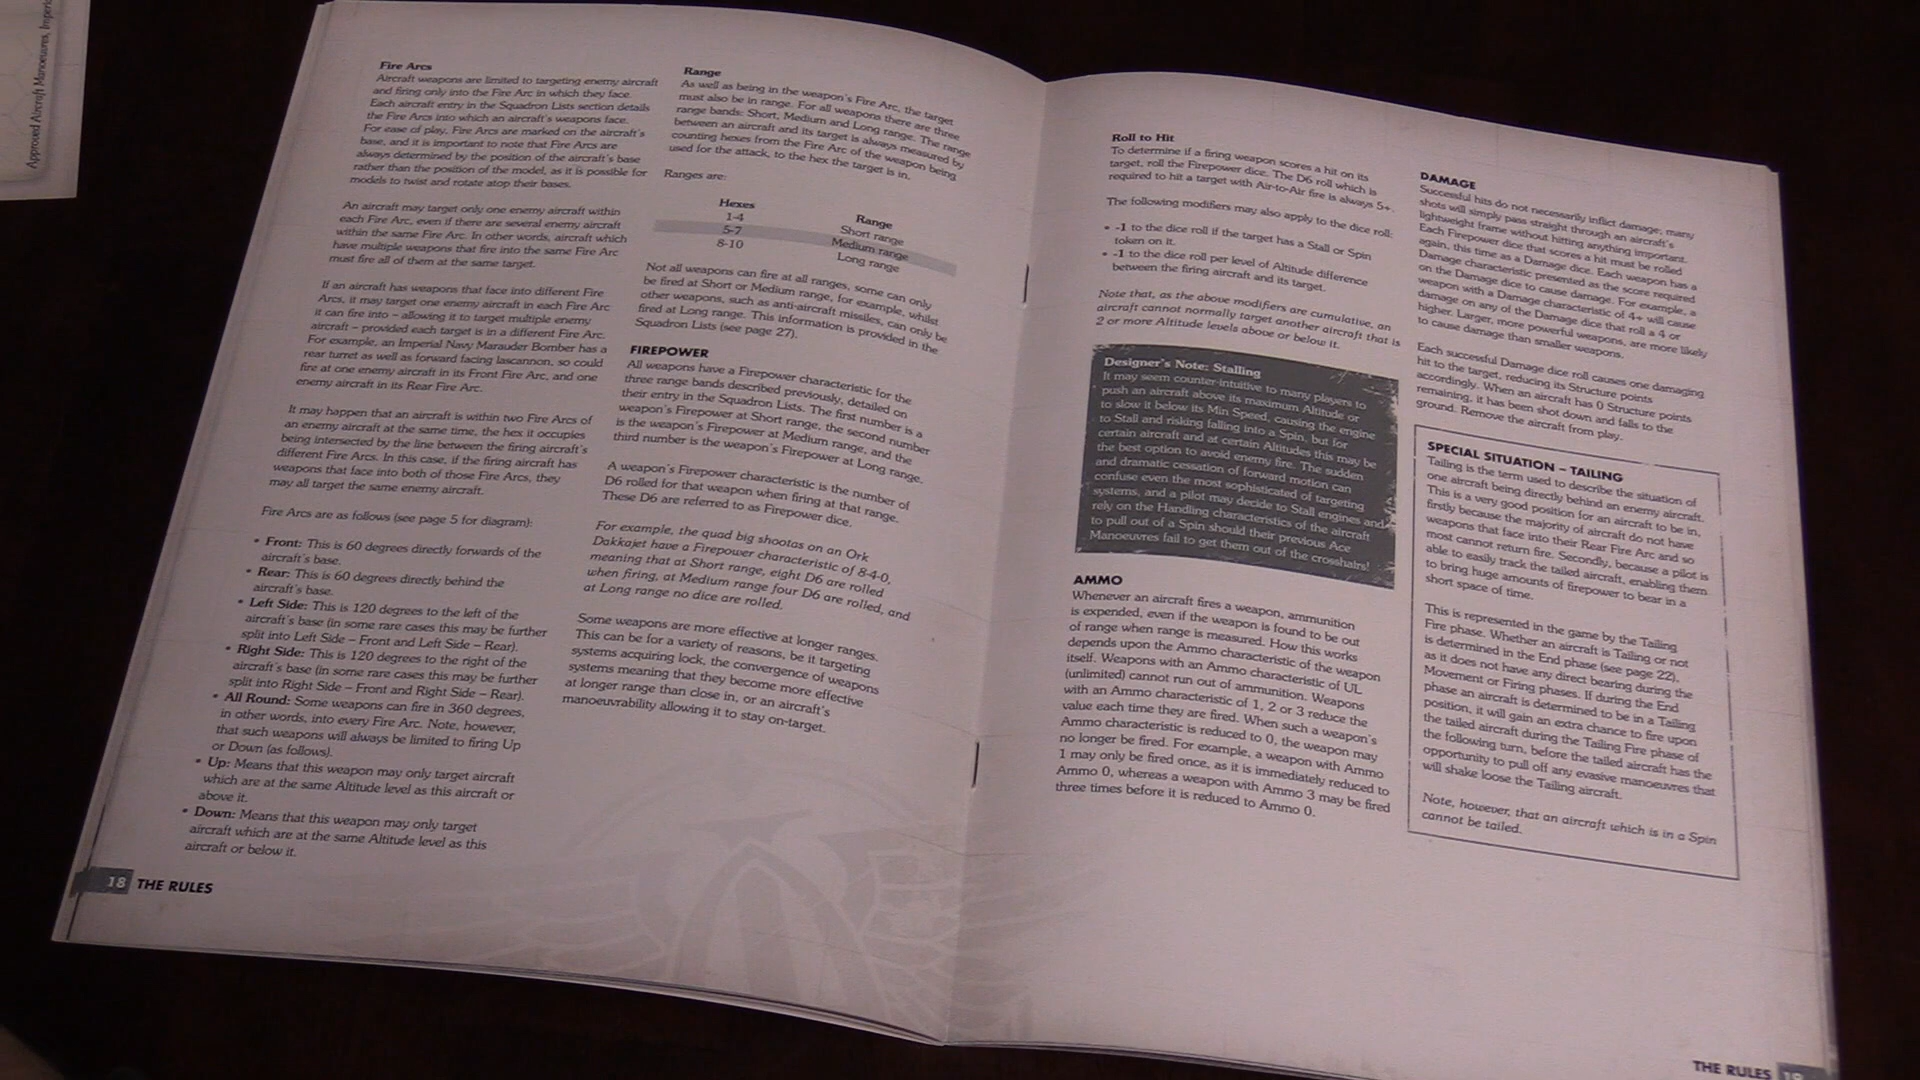 Approved Aircraft Manoeuvres, Imperi
Fire Arcs
Aircraft weapons are limited to targeting enemy aircraft
and firing only into the Fire Arc in which they face.
Each aircraft entry in the Squadron Lists section details
the Fire Arcs into which an aircraft's weapons face.
For ease of play, Fire Arcs are marked on the aircraft's
base, and it is important to note that Fire Arcs are
always determined by the position of the aircraft's base
rather than the position of the model, as it is possible for
models to twist and rotate atop their bases.
An aircraft may target only one enemy aircraft within
each Fire Arc, even if there are several enemy aircraft
within the same Fire Arc. In other words, aircraft which
have multiple weapons that fire into the same Fire Arc
must fire all of them at the same target.
If an aircraft has weapons that face into different Fire
Arcs, it may target one enemy aircraft in each Fire Arc
it can fire into – allowing it to target multiple enemy
aircraft – provided each target is in a different Fire Arc.
For example, an Imperial Navy Marauder Bomber has a
rear turret as well as forward facing lascannon, so could
fire at one enemy aircraft in its Front Fire Arc, and one
enemy aircraft in its Rear Fire Arc.
It may happen that an aircraft is within two Fire Arcs of
an enemy aircraft at the same time, the hex it occupies
being intersected by the line between the firing aircraft's
different Fire Arcs. In this case, if the firing aircraft has
weapons that face into both of those Fire Arcs, they
may all target the same enemy aircraft.
Fire Arcs are as follows (see page 5 for diagram):
• Front: This is 60 degrees directly forwards of the
aircraft's base.
• Rear: This is 60 degrees directly behind the
aircraft's base.
• Left Side: This is 120 degrees to the left of the
aircraft's base (in some rare cases this may be further
split into Left Side – Front and Left Side – Rear).
• Right Side: This is 120 degrees to the right of the
aircraft's base (in some rare cases this may be further
split into Right Side – Front and Right Side – Rear).
• All Round: Some weapons can fire in 360 degrees,
in other words, into every Fire Arc. Note, however,
that such weapons will always be limited to firing Up
or Down (as follows).
• Up: Means that this weapon may only target aircraft
which are at the same Altitude level as this aircraft or
above it.
• Down: Means that this weapon may only target
aircraft which are at the same Altitude level as this
aircraft or below it.
18 THE RULES
Range
As well as being in the weapon's Fire Arc, the target
must also be in range. For all weapons there are three
range bands: Short, Medium and Long range. The range
between an aircraft and its target is always measured by
counting hexes from the Fire Arc of the weapon being
used for the attack, to the hex the target is in.
Ranges are:
Hexes Range
1-4 Short range
5-7 Medium range
8-10 Long range
Not all weapons can fire at all ranges, some can only
be fired at Short or Medium range, for example, whilst
other weapons, such as anti-aircraft missiles, can only be
fired at Long range. This information is provided in the
Squadron Lists (see page 27).
FIREPOWER
All weapons have a Firepower characteristic for the
three range bands described previously, detailed on
their entry in the Squadron Lists. The first number is a
weapon's Firepower at Short range, the second number
is the weapon's Firepower at Medium range, and the
third number is the weapon's Firepower at Long range.
A weapon's Firepower characteristic is the number of
D6 rolled for that weapon when firing at that range.
These D6 are referred to as Firepower dice.
For example, the quad big shootas on an Ork
Dakkajet have a Firepower characteristic of 8-4-0,
meaning that at Short range, eight D6 are rolled
when firing, at Medium range four D6 are rolled, and
at Long range no dice are rolled.
Some weapons are more effective at longer ranges.
This can be for a variety of reasons, be it targeting
systems acquiring lock, the convergence of weapons
systems meaning that they become more effective
at longer range than close in, or an aircraft's
manoeuvrability allowing it to stay on-target.
Roll to Hit
To determine if a firing weapon scores a hit on its
target, roll the Firepower dice. The D6 roll which is
required to hit a target with Air-to-Air fire is always 5+.
The following modifiers may also apply to the dice roll:
• -1 to the dice roll if the target has a Stall or Spin
token on it.
• -1 to the dice roll per level of Altitude difference
between the firing aircraft and its target.
Note that, as the above modifiers are cumulative, an
aircraft cannot normally target another aircraft that is
2 or more Altitude levels above or below it.
Designer's Note: Stalling
It may seem counter-intuitive to many players to
push an aircraft above its maximum Altitude or
to slow it below its Min Speed, causing the engine
to Stall and risking falling into a Spin, but for
certain aircraft and at certain Altitudes this may be
the best option to avoid enemy fire. The sudden
and dramatic cessation of forward motion can
confuse even the most sophisticated of targeting
systems, and a pilot may decide to Stall engines and
rely on the Handling characteristics of the aircraft
to pull out of a Spin should their previous Ace
Manoeuvres fail to get them out of the crosshairs!
AMMO
Whenever an aircraft fires a weapon, ammunition
is expended, even if the weapon is found to be out
of range when range is measured. How this works
depends upon the Ammo characteristic of the weapon
itself. Weapons with an Ammo characteristic of UL
(unlimited) cannot run out of ammunition. Weapons
with an Ammo characteristic of 1, 2 or 3 reduce the
value each time they are fired. When such a weapon's
Ammo characteristic is reduced to 0, the weapon may
no longer be fired. For example, a weapon with Ammo
1 may only be fired once, as it is immediately reduced to
Ammo 0, whereas a weapon with Ammo 3 may be fired
three times before it is reduced to Ammo 0.
DAMAGE
Successful hits do not necessarily inflict damage; many
shots will simply pass straight through an aircraft's
lightweight frame without hitting anything important.
Each Firepower dice that scores a hit must be rolled
again, this time as a Damage dice. Each weapon has a
Damage characteristic presented as the score required
on the Damage dice to cause damage. For example, a
weapon with a Damage characteristic of 4+ will cause
damage on any of the Damage dice that roll a 4 or
higher. Larger, more powerful weapons, are more likely
to cause damage than smaller weapons.
Each successful Damage dice roll causes one damaging
hit to the target, reducing its Structure points
accordingly. When an aircraft has 0 Structure points
remaining, it has been shot down and falls to the
ground. Remove the aircraft from play.
SPECIAL SITUATION – TAILING
Tailing is the term used to describe the situation of
one aircraft being directly behind an enemy aircraft.
This is a very good position for an aircraft to be in,
firstly because the majority of aircraft do not have
weapons that face into their Rear Fire Arc and so
most cannot return fire. Secondly, because a pilot is
able to easily track the tailed aircraft, enabling them
to bring huge amounts of firepower to bear in a
short space of time.
This is represented in the game by the Tailing
Fire phase. Whether an aircraft is Tailing or not
is determined in the End phase (see page 22),
as it does not have any direct bearing during the
Movement or Firing phases. If during the End
phase an aircraft is determined to be in a Tailing
position, it will gain an extra chance to fire upon
the tailed aircraft during the Tailing Fire phase of
the following turn, before the tailed aircraft has the
opportunity to pull off any evasive manoeuvres that
will shake loose the Tailing aircraft.
Note, however, that an aircraft which is in a Spin
cannot be tailed.
THE RULES 19